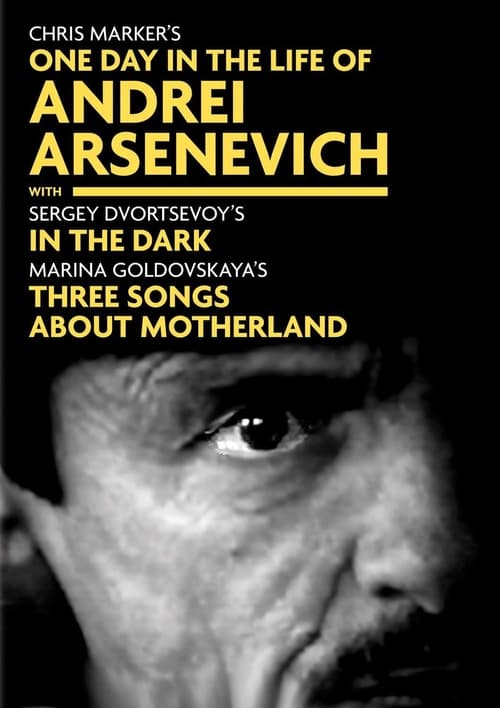 CHRIS MARKER'S
ONE DAY IN THE LIFE OF
ANDREI
ARSENEVICH
WITH
SERGEY DVORTSEVOY'S
IN THE DARK
MARINA GOLDOVSKAYA'S
THREE SONGS
ABOUT MOTHERLAND